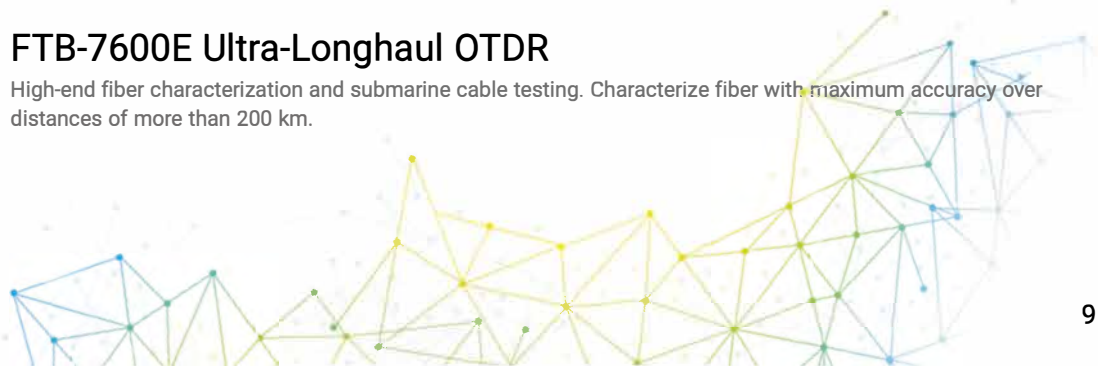 FTB-7600E Ultra-Longhaul OTDR
High-end fiber characterization and submarine cable testing. Characterize fiber with maximum accuracy over
distances of more than 200 km.
9